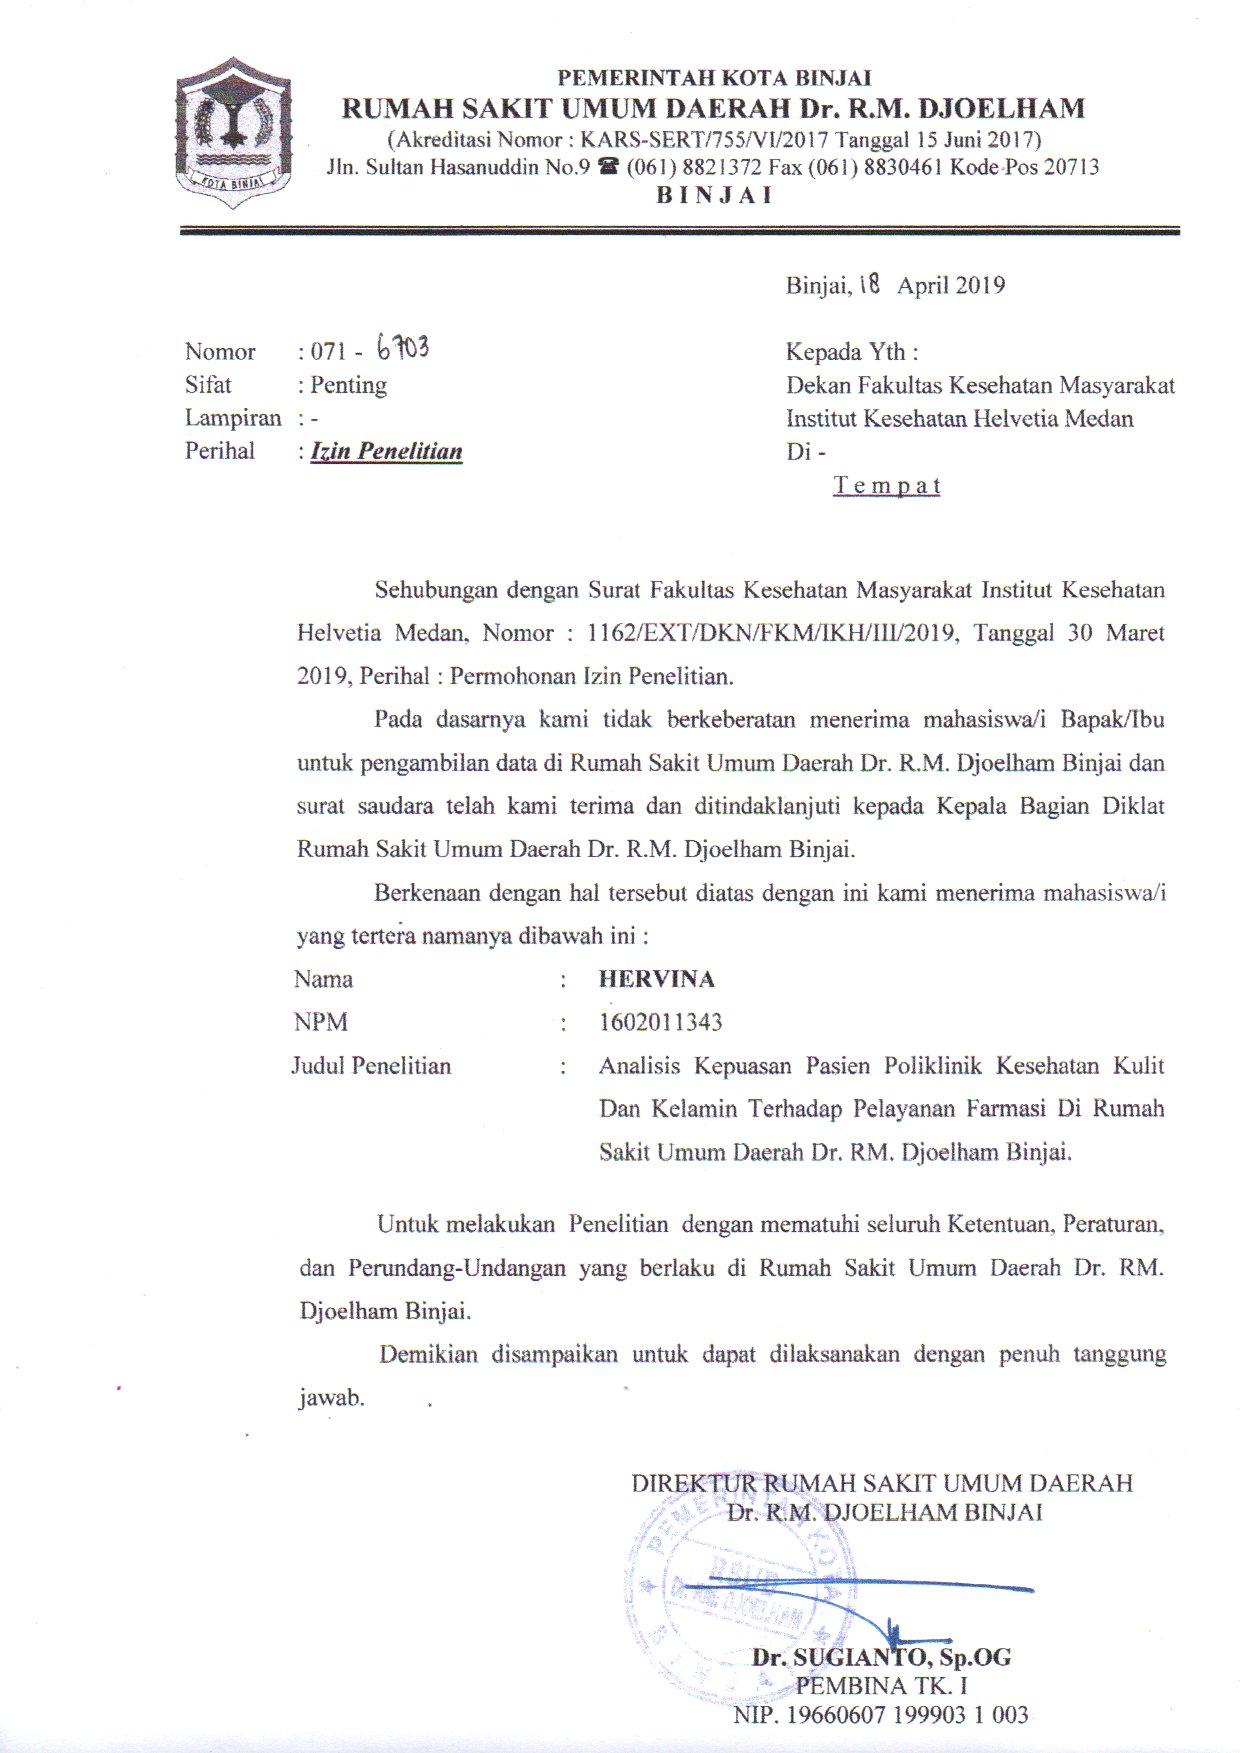 PEMERINTAH KOTA BINJAI
RUMAH SAKIT UMUM DAERAH Dr. R.M. DJOELHAM
(Akreditasi Nomor : KARS-SERT/755/VI/2017 Tanggal 15 Juni 2017)
Jln. Sultan Hasanuddin No.9 ☎ (061) 8821372 Fax (061) 8830461 Kode Pos 20713
B I N J A I
KOTA BINJAI
Binjai, 18 April 2019
Nomor : 071 - 6703
Sifat : Penting
Lampiran : -
Perihal : Izin Penelitian
Kepada Yth :
Dekan Fakultas Kesehatan Masyarakat
Institut Kesehatan Helvetia Medan
Di -
T e m p a t
Sehubungan dengan Surat Fakultas Kesehatan Masyarakat Institut Kesehatan
Helvetia Medan, Nomor : 1162/EXT/DKN/FKM/IKH/III/2019, Tanggal 30 Maret
2019, Perihal : Permohonan Izin Penelitian.
Pada dasarnya kami tidak berkeberatan menerima mahasiswa/i Bapak/Ibu
untuk pengambilan data di Rumah Sakit Umum Daerah Dr. R.M. Djoelham Binjai dan
surat saudara telah kami terima dan ditindaklanjuti kepada Kepala Bagian Diklat
Rumah Sakit Umum Daerah Dr. R.M. Djoelham Binjai.
Berkenaan dengan hal tersebut diatas dengan ini kami menerima mahasiswa/i
yang tertera namanya dibawah ini :
Nama : HERVINA
NPM : 1602011343
Judul Penelitian : Analisis Kepuasan Pasien Poliklinik Kesehatan Kulit
Dan Kelamin Terhadap Pelayanan Farmasi Di Rumah
Sakit Umum Daerah Dr. RM. Djoelham Binjai.
Untuk melakukan Penelitian dengan mematuhi seluruh Ketentuan, Peraturan,
dan Perundang-Undangan yang berlaku di Rumah Sakit Umum Daerah Dr. RM.
Djoelham Binjai.
Demikian disampaikan untuk dapat dilaksanakan dengan penuh tanggung
jawab.
DIREKTUR RUMAH SAKIT UMUM DAERAH
Dr. R.M. DJOELHAM BINJAI
PEMERINTAH KOTA
RSUD
Dr. RM. DJOELHAM
BINJAI
Dr. SUGIANTO, Sp.OG
PEMBINA TK. I
NIP. 19660607 199903 1 003